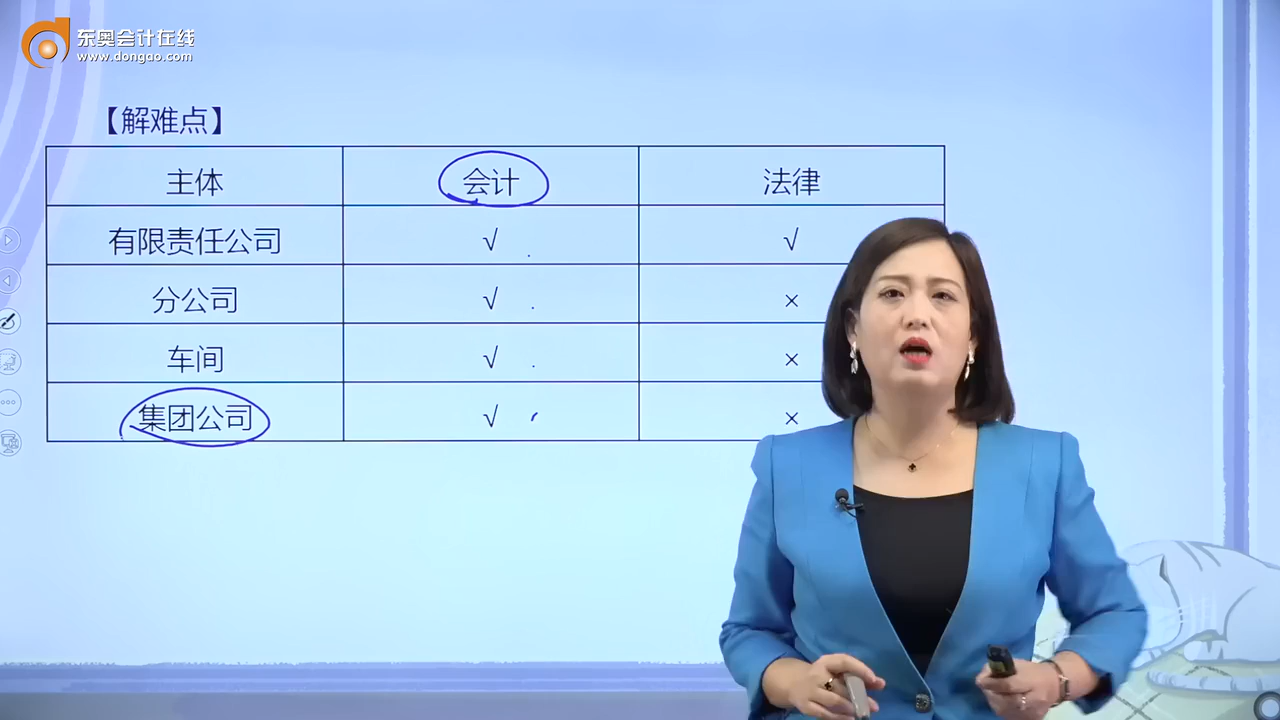 东奥会计在线
www.dongao.com
【解难点】
主体 会计 法律
有限责任公司 √ √
分公司 √ ×
车间 √ ×
集团公司 √ ×